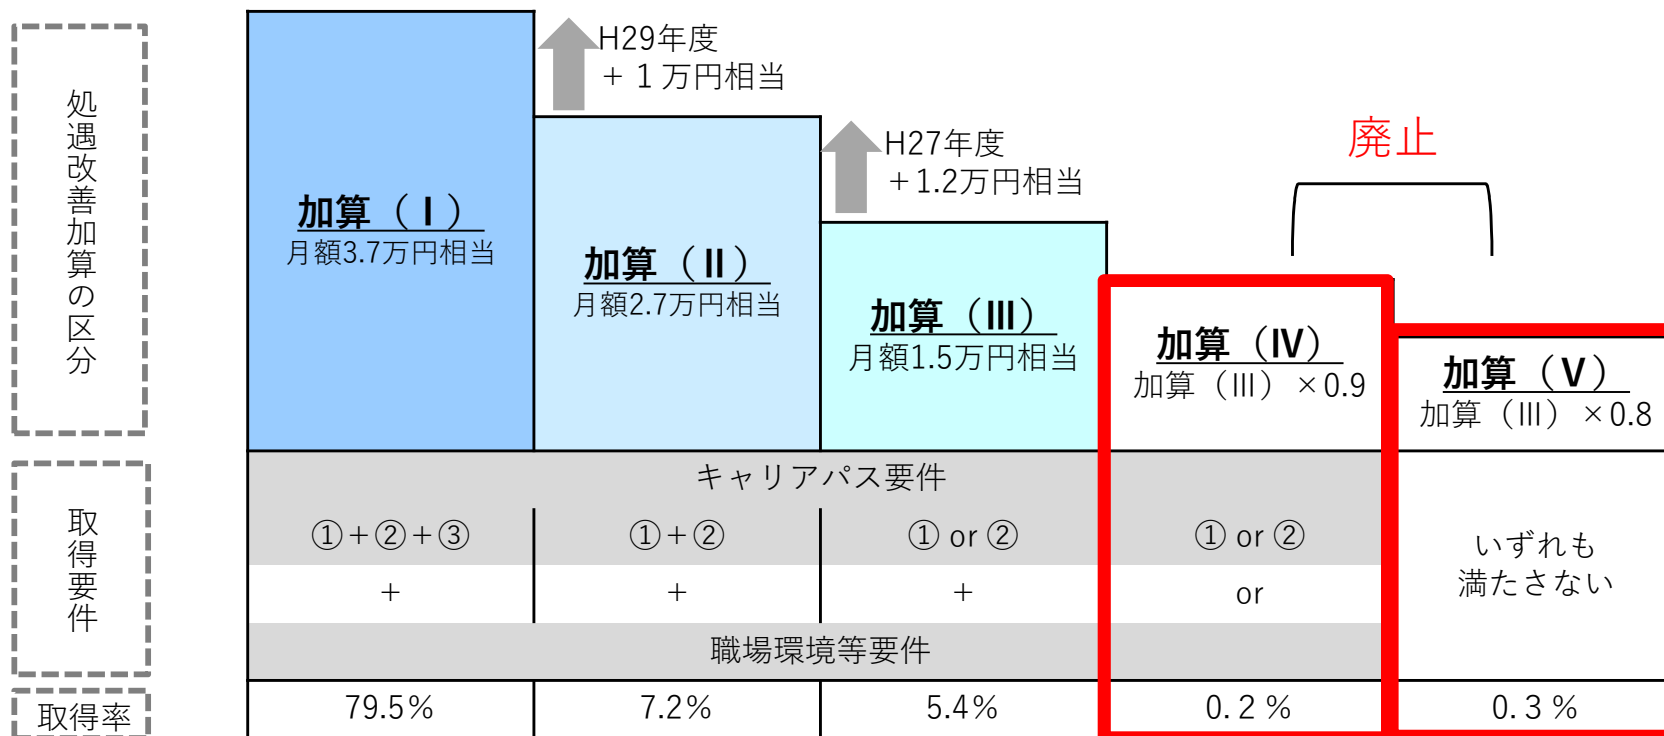 処遇改善加算の区分
H29年度
+ 1 万円相当
H27年度
+1.2万円相当
廃止
加算（Ⅰ）
月額3.7万円相当
加算（Ⅱ）
月額2.7万円相当
加算（Ⅲ）
月額1.5万円相当
加算（Ⅳ）
加算（Ⅲ）×0.9
加算（Ⅴ）
加算（Ⅲ）×0.8
取得要件
キャリアパス要件
①+②+③
①+②
① or ②
① or ②
いずれも
満たさない
+
+
+
or
職場環境等要件
取得率
79.5%
7.2%
5.4%
0.2％
0.3％